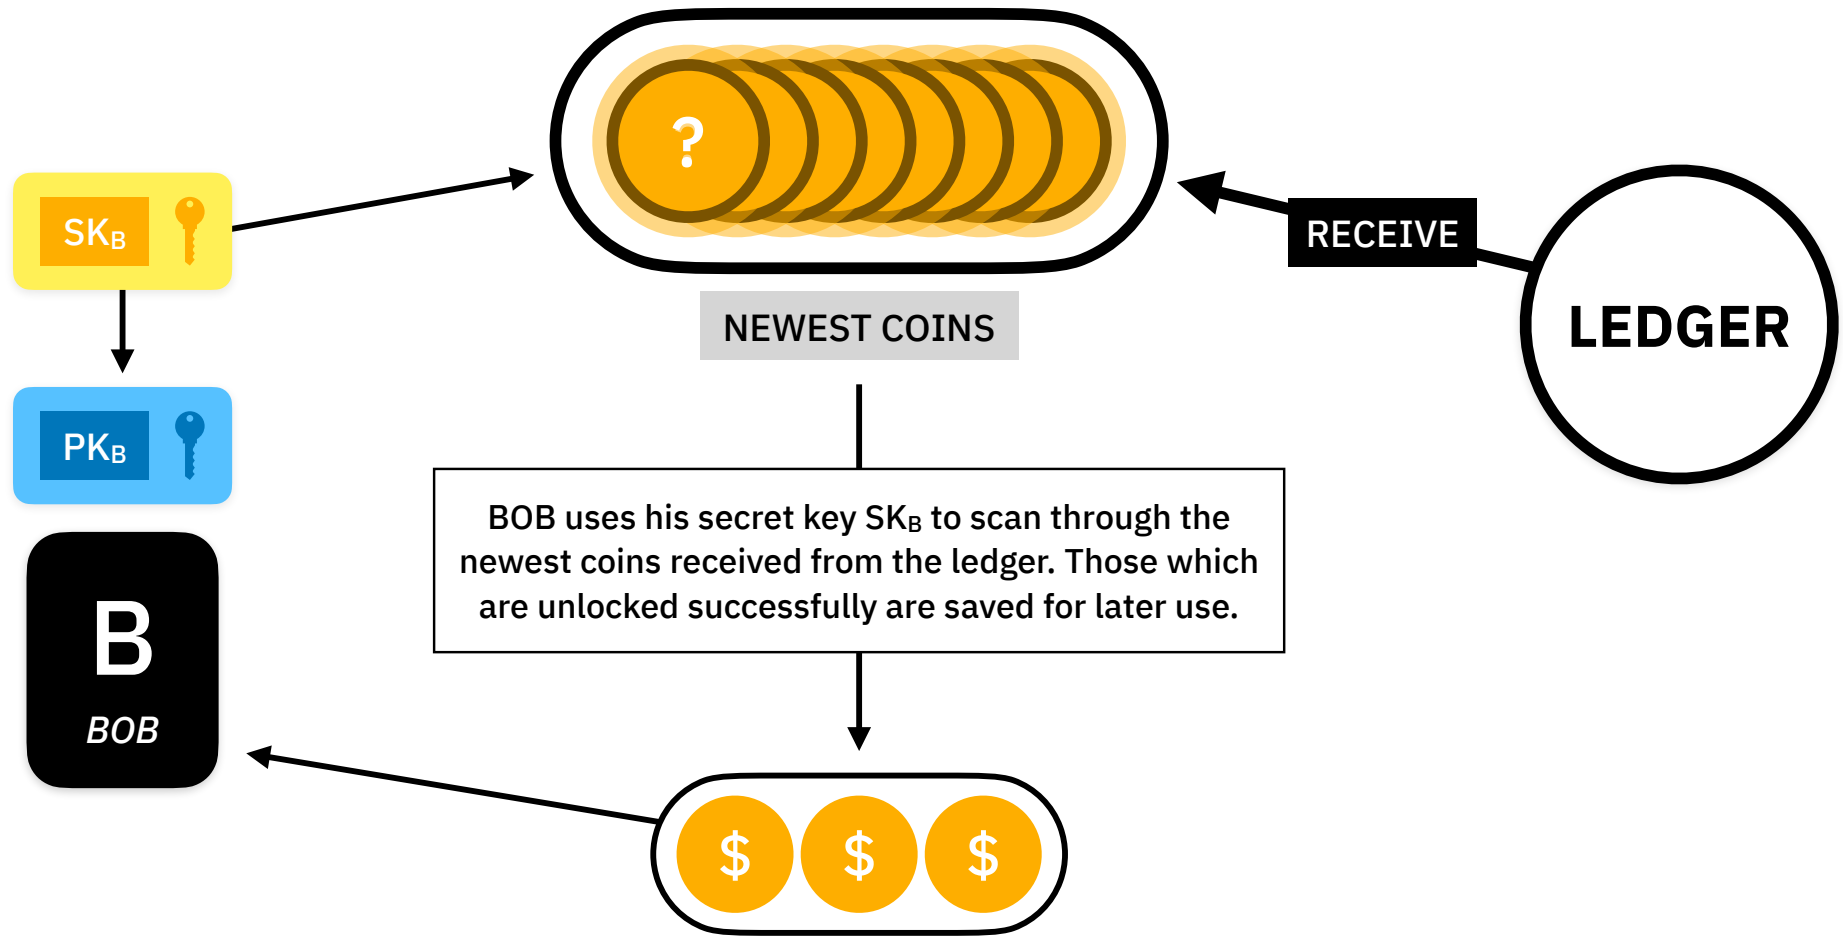 ?
SKB
RECEIVE
LEDGER
NEWEST COINS
PKB
BOB uses his secret key SKB to scan through the
newest coins received from the ledger. Those which
are unlocked successfully are saved for later use.
B
BOB
$ $ $